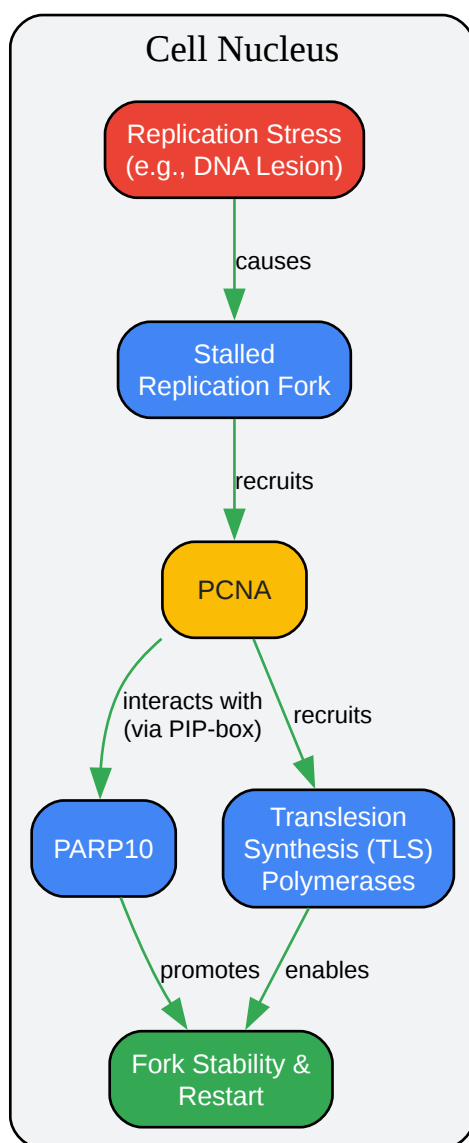 Cell Nucleus
Replication Stress
(e.g., DNA Lesion)
causes
Stalled
Replication Fork
recruits
PCNA
interacts with
(via PIP-box)
recruits
PARP10
Translesion
Synthesis (TLS)
Polymerases
promotes
enables
Fork Stability &
Restart